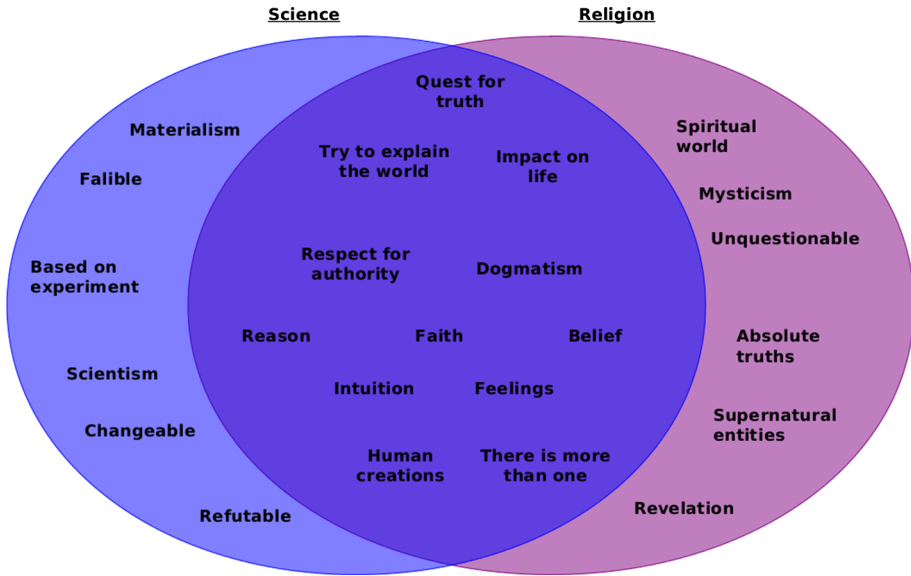 Science
Religion
Quest for
truth
Materialism
Try to explain
the world
Impact on
life
Spiritual
world
Falible
Mysticism
Unquestionable
Based on
experiment
Respect for
authority
Dogmatism
Reason
Faith
Belief
Absolute
truths
Scientism
Intuition
Feelings
Changeable
Supernatural
entities
Human
creations
There is more
than one
Refutable
Revelation